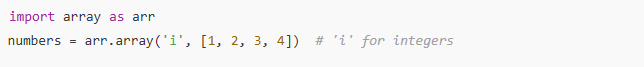 import array as arr
numbers = arr.array('i', [1, 2, 3, 4])  # 'i' for integers